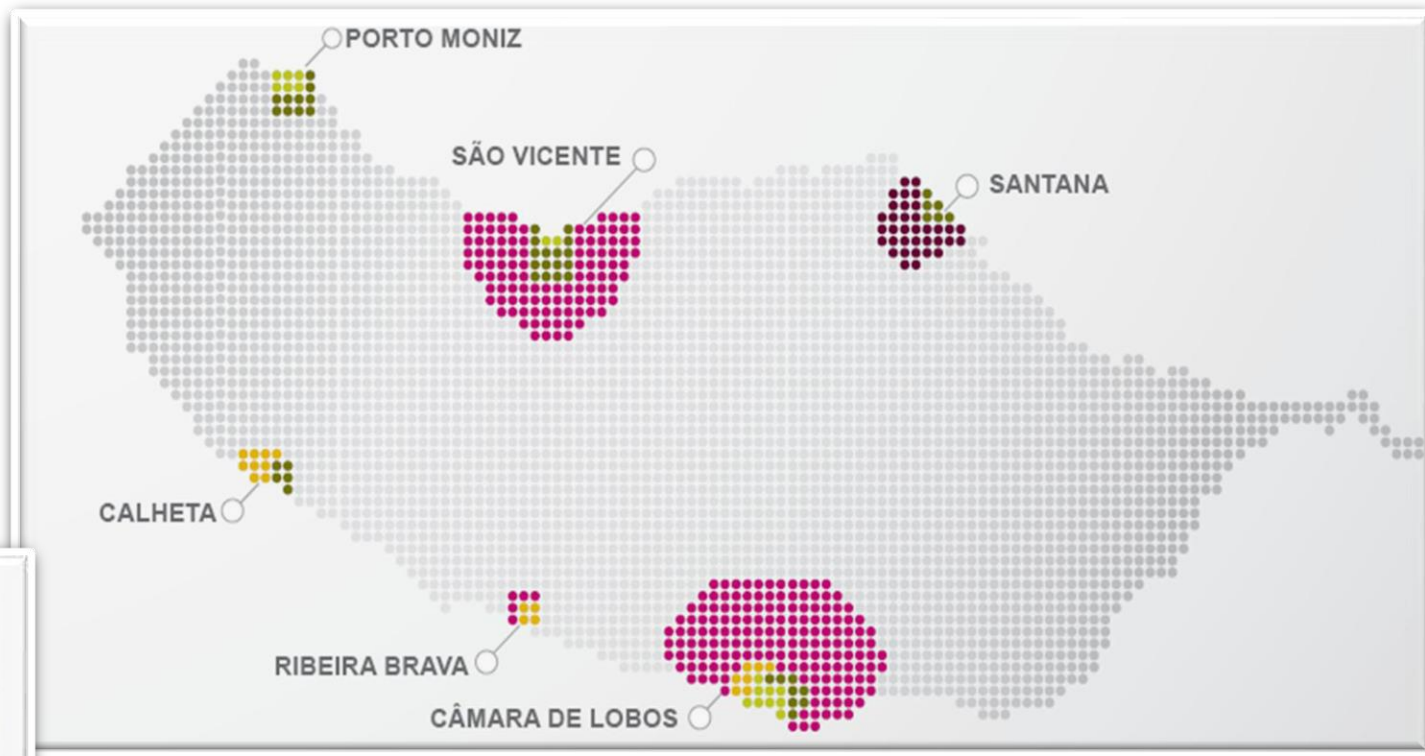 PORTO MONIZ
SÃO VICENTE
SANTANA
CALHETA
RIBEIRA BRAVA
CÂMARA DE LOBOS